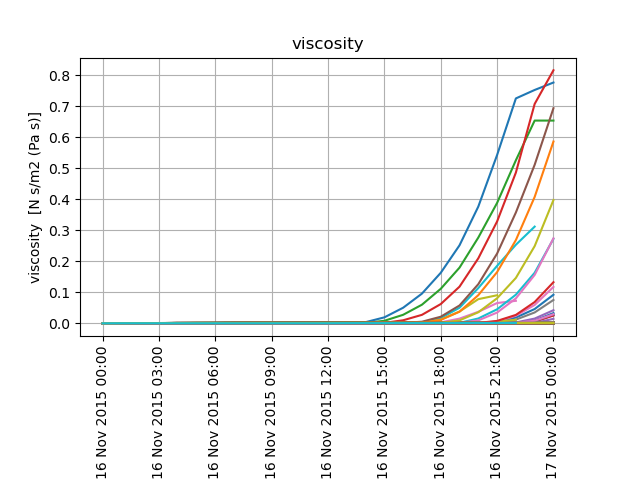 viscosity
viscosity  [N s/m2 (Pa s)]
0.8
0.7
0.6
0.5
0.4
0.3
0.2
0.1
0.0
16 Nov 2015 00:00
16 Nov 2015 03:00
16 Nov 2015 06:00
16 Nov 2015 09:00
16 Nov 2015 12:00
16 Nov 2015 15:00
16 Nov 2015 18:00
16 Nov 2015 21:00
17 Nov 2015 00:00